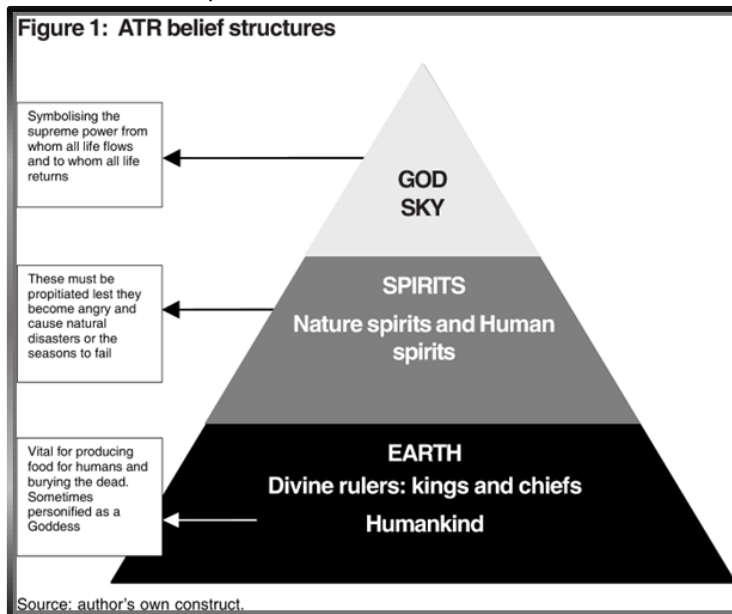 Figure 1: ATR belief structures
Symbolising the
supreme power from
whom all life flows
and to whom all life
returns
GOD
SKY
These must be
propitiated lest they
become angry and
cause natural
disasters or the
seasons to fail
SPIRITS
Nature spirits and Human
spirits
Vital for producing
food for humans and
burying the dead.
Sometimes
personified as a
Goddess
EARTH
Divine rulers: kings and chiefs
Humankind
Source: author's own construct.